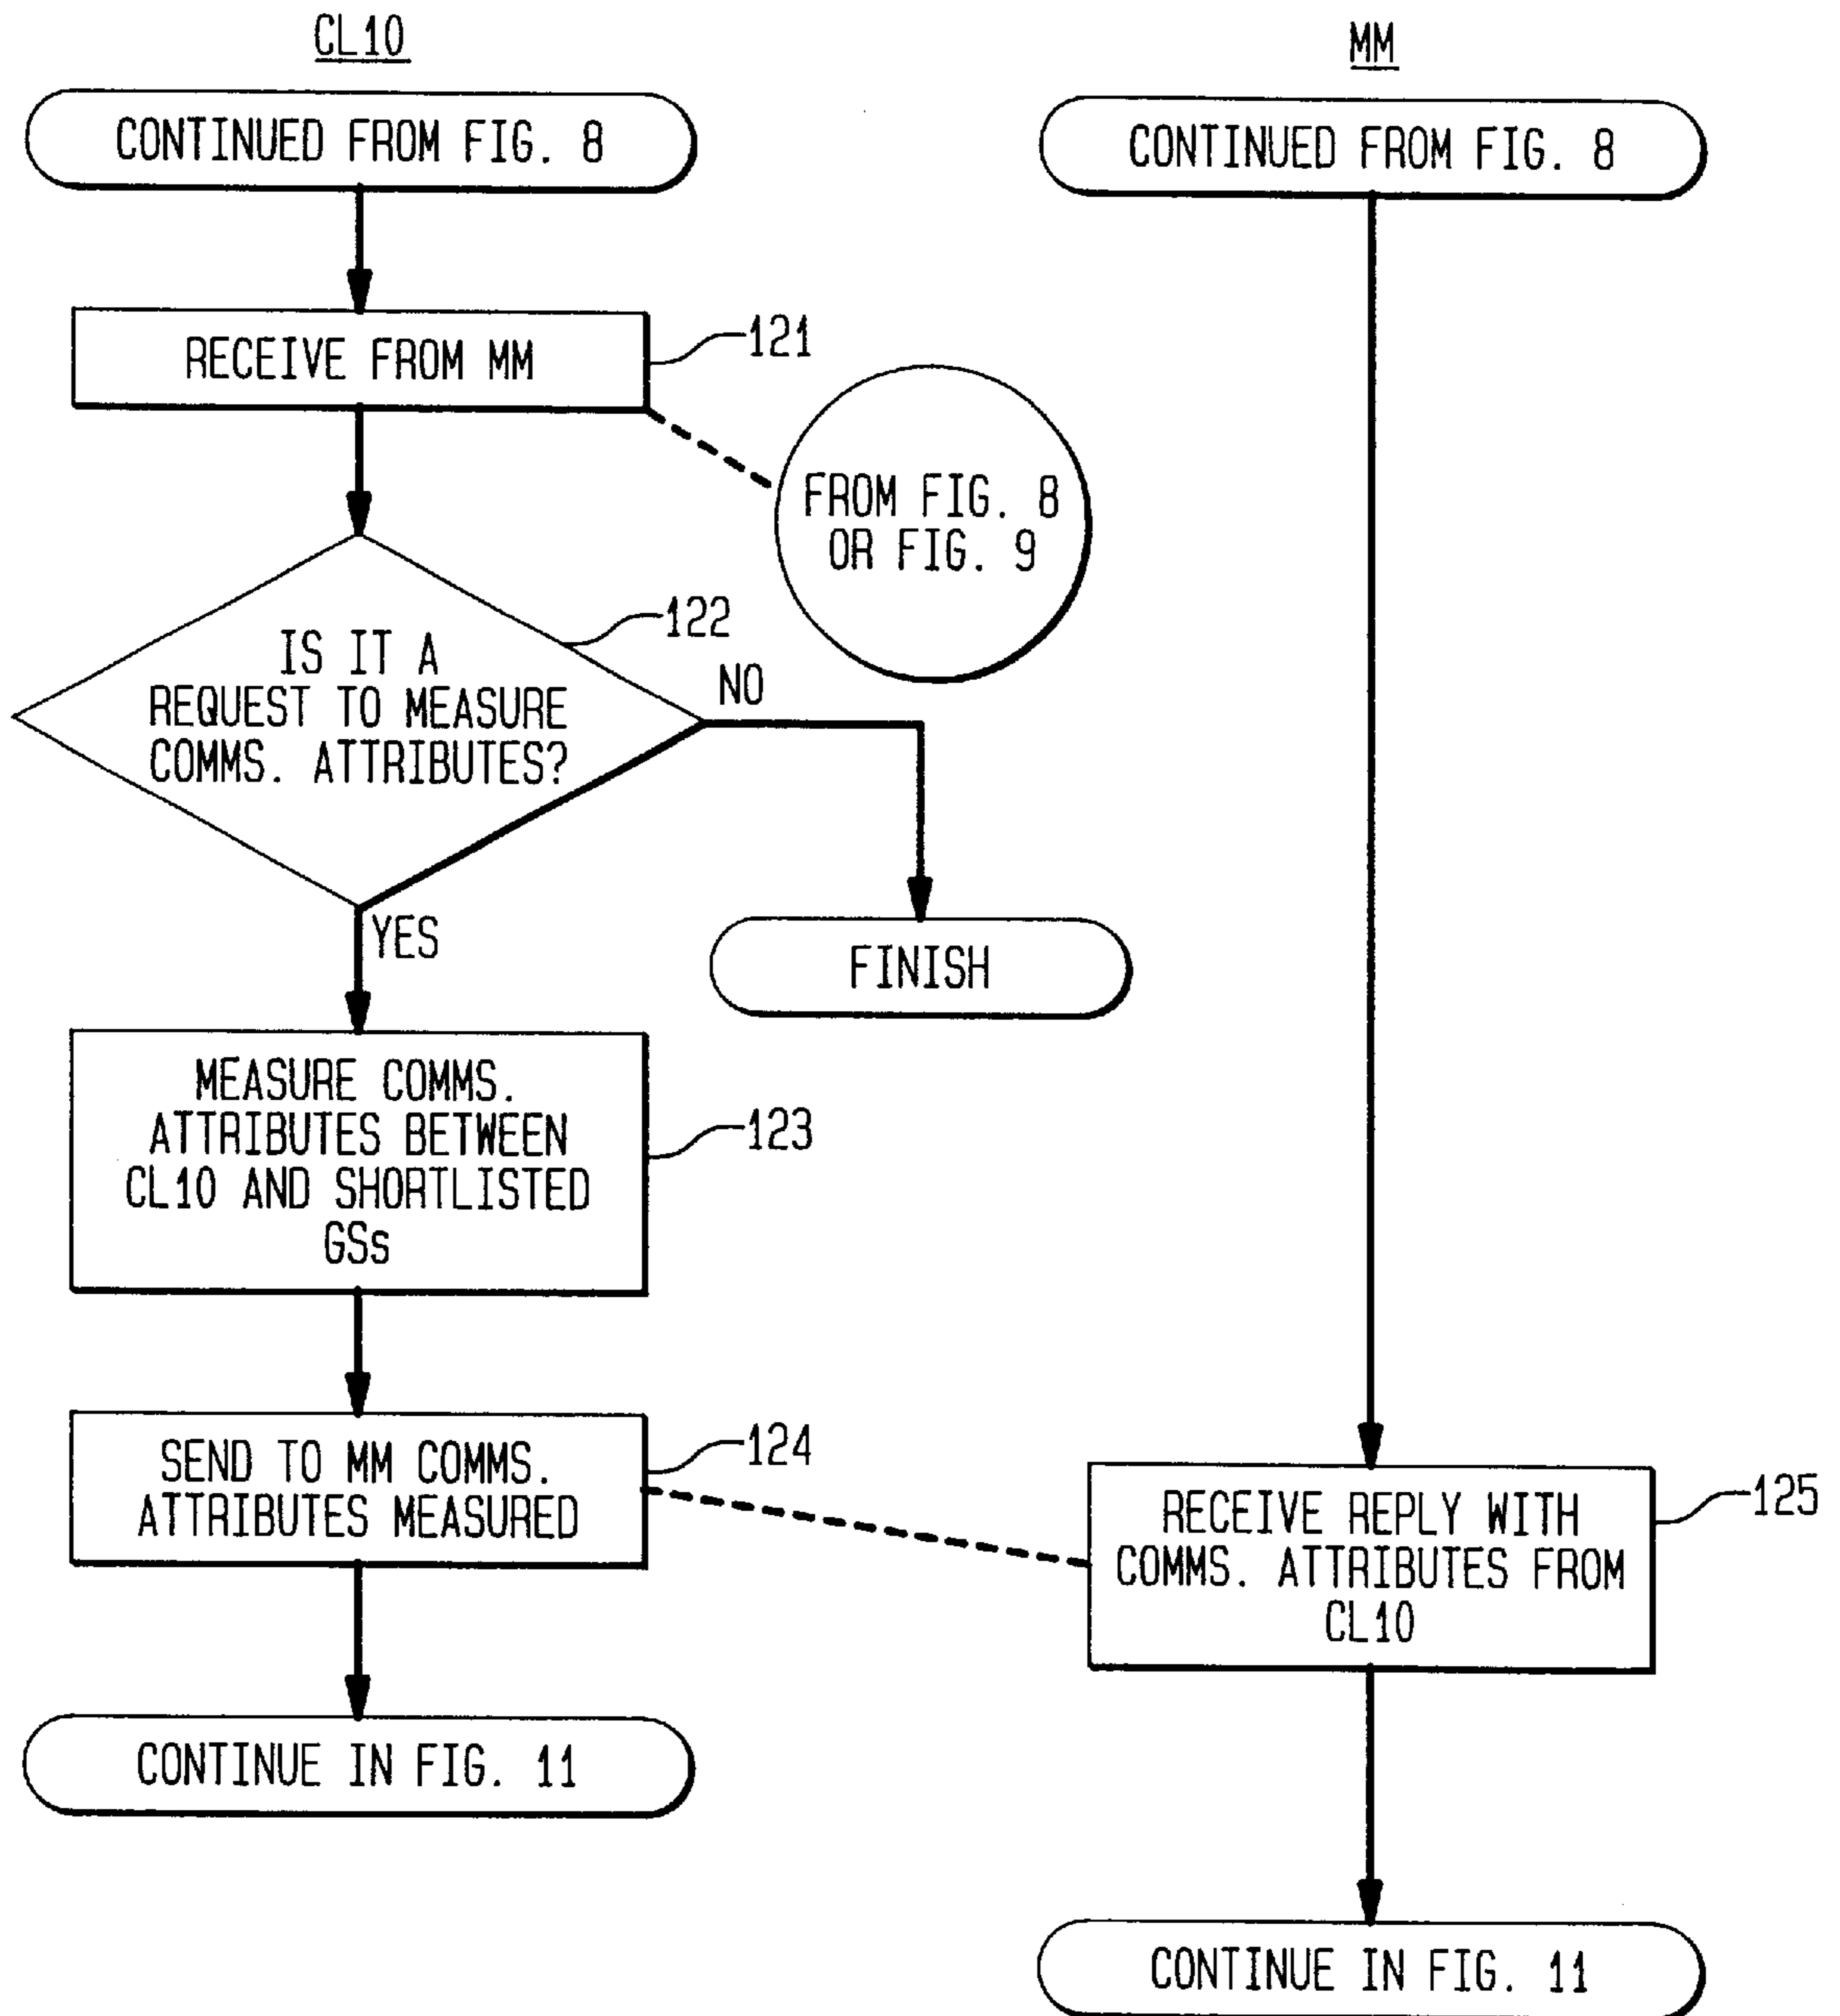 CL10
CONTINUED FROM FIG. 8
RECEIVE FROM MM
121
FROM FIG. 8
OR FIG. 9
IS IT A
REQUEST TO MEASURE
COMMS. ATTRIBUTES?
122
NO
YES
FINISH
MEASURE COMMS.
ATTRIBUTES BETWEEN
CL10 AND SHORTLISTED
GSs
123
SEND TO MM COMMS.
ATTRIBUTES MEASURED
124
CONTINUE IN FIG. 11
MM
CONTINUED FROM FIG. 8
RECEIVE REPLY WITH
COMMS. ATTRIBUTES FROM
CL10
125
CONTINUE IN FIG. 11